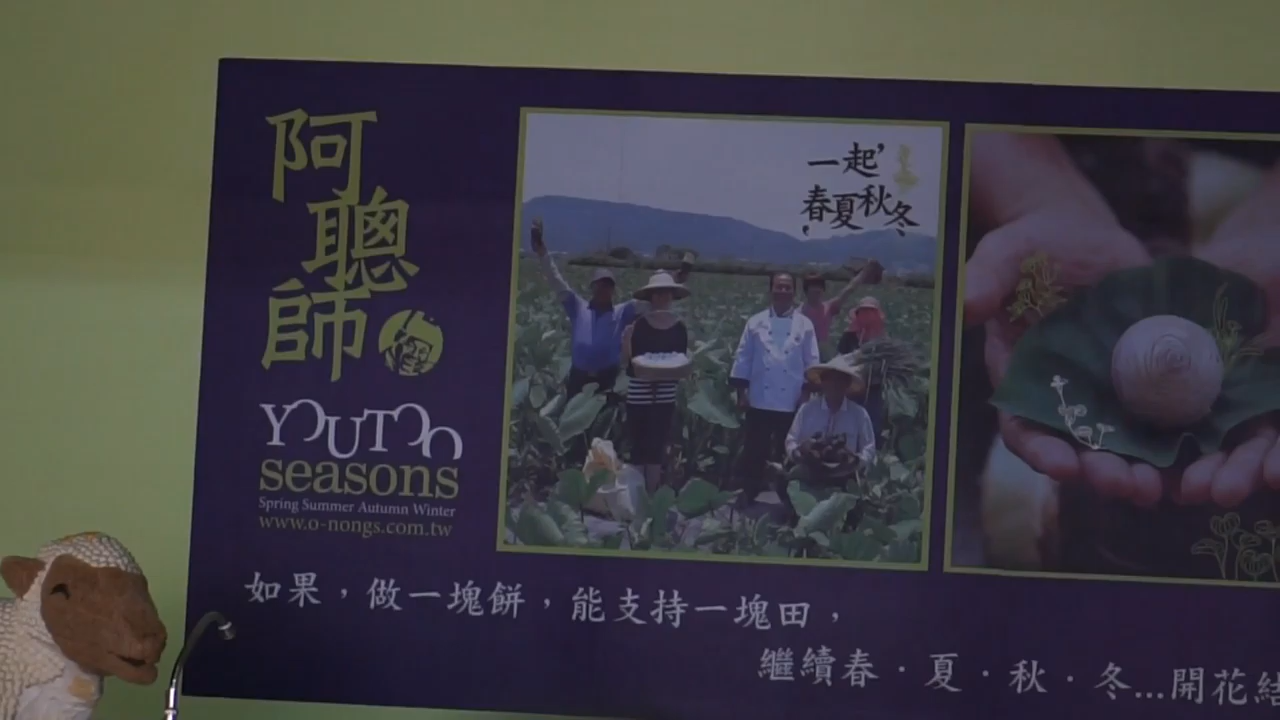 阿聰師
YOUTOO
seasons
Spring Summer Autumn Winter
www.o-nongs.com.tw
一起
春夏秋冬
如果，做一塊餅，能支持一塊田，
繼續春．夏．秋．冬...開花結